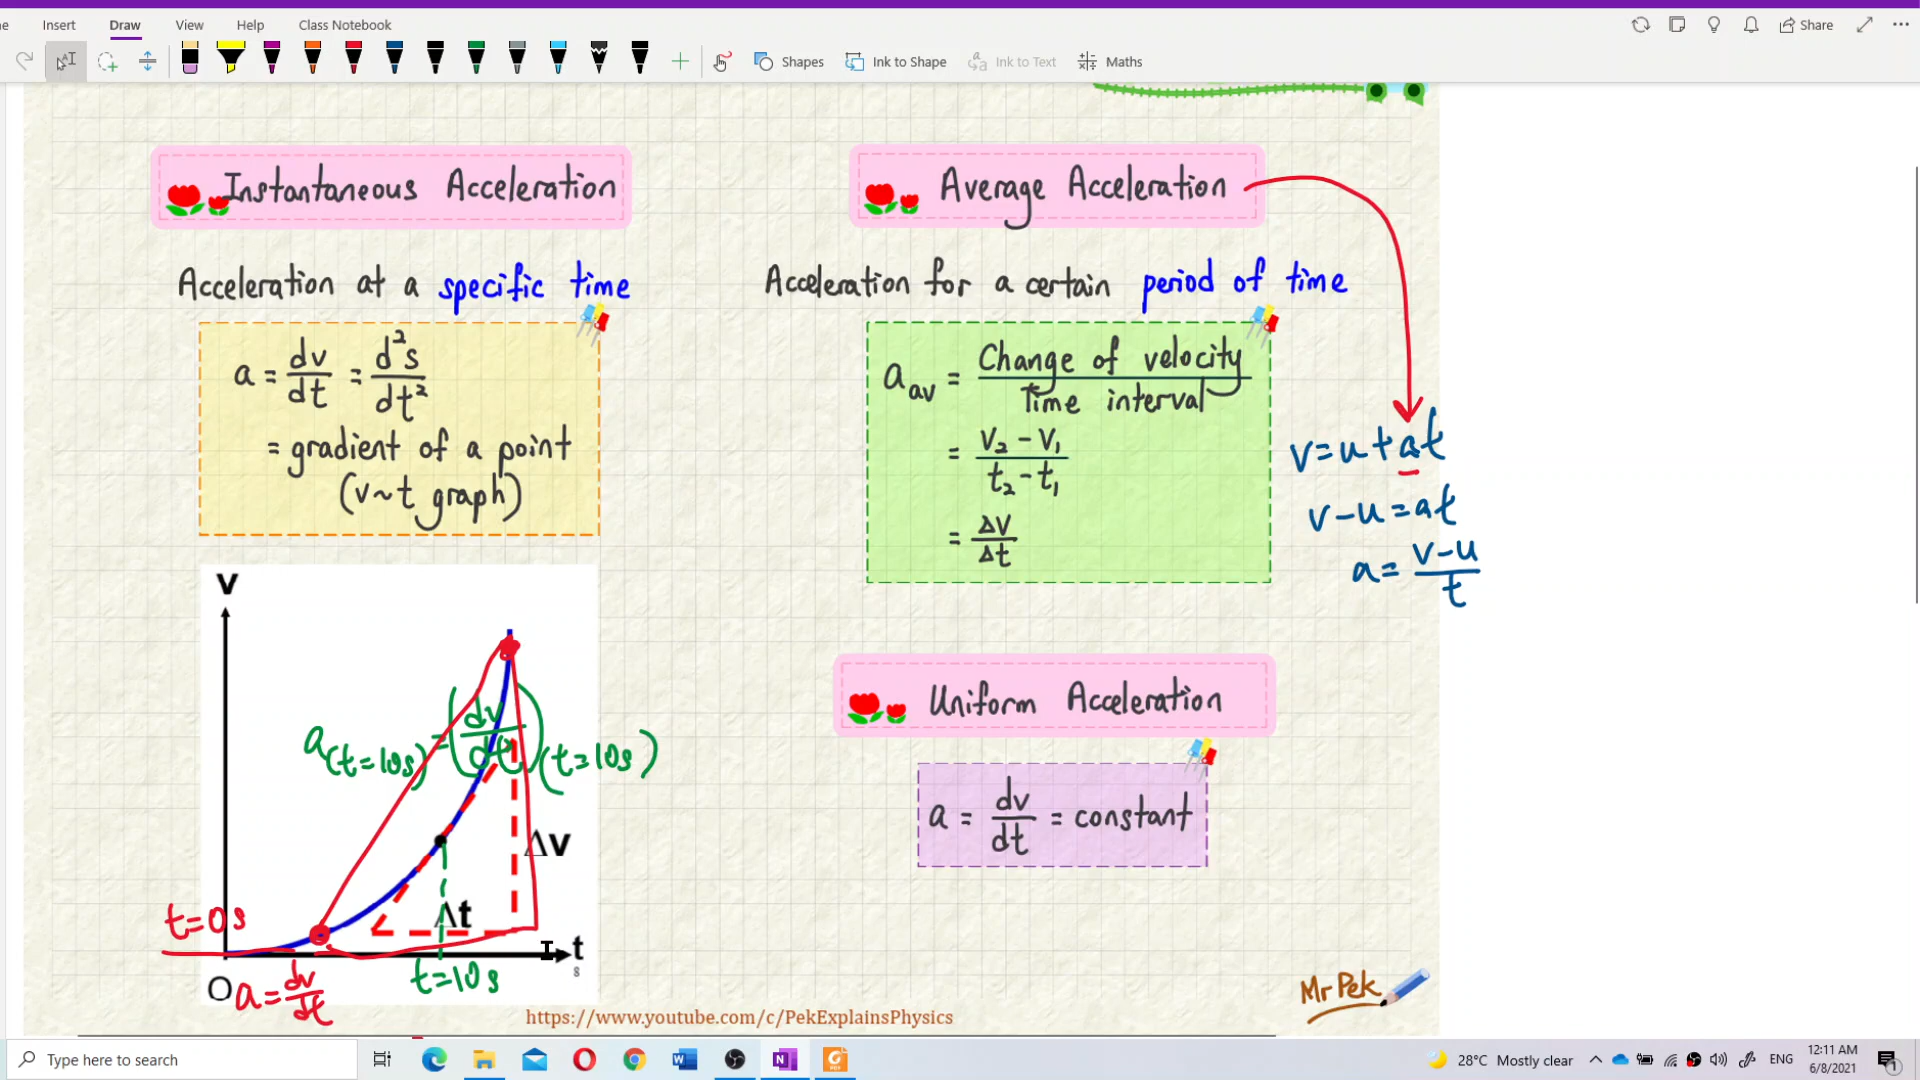 Insert Draw View Help Class Notebook Share
Shapes Ink to Shape Ink to Text Maths
Instantaneous Acceleration
Acceleration at a specific time
a = dv/dt = d²s/dt²
= gradient of a point
(v~t graph)
Average Acceleration
Acceleration for a certain period of time
a_av = Change of velocity / Time interval
= V₂ - V₁ / t₂ - t₁
= ΔV / Δt
v=u+at
v-u=at
a= v-u / t
Uniform Acceleration
a = dv/dt = constant
v
a(t=10s) = (dv/dt)(t=10s)
Δv
Δt
t=0s
t
s
O
a= dv/dt
t=10s
Mr Pek
https://www.youtube.com/c/PekExplainsPhysics
Type here to search
28°C Mostly clear
ENG
12:11 AM
6/8/2021
1